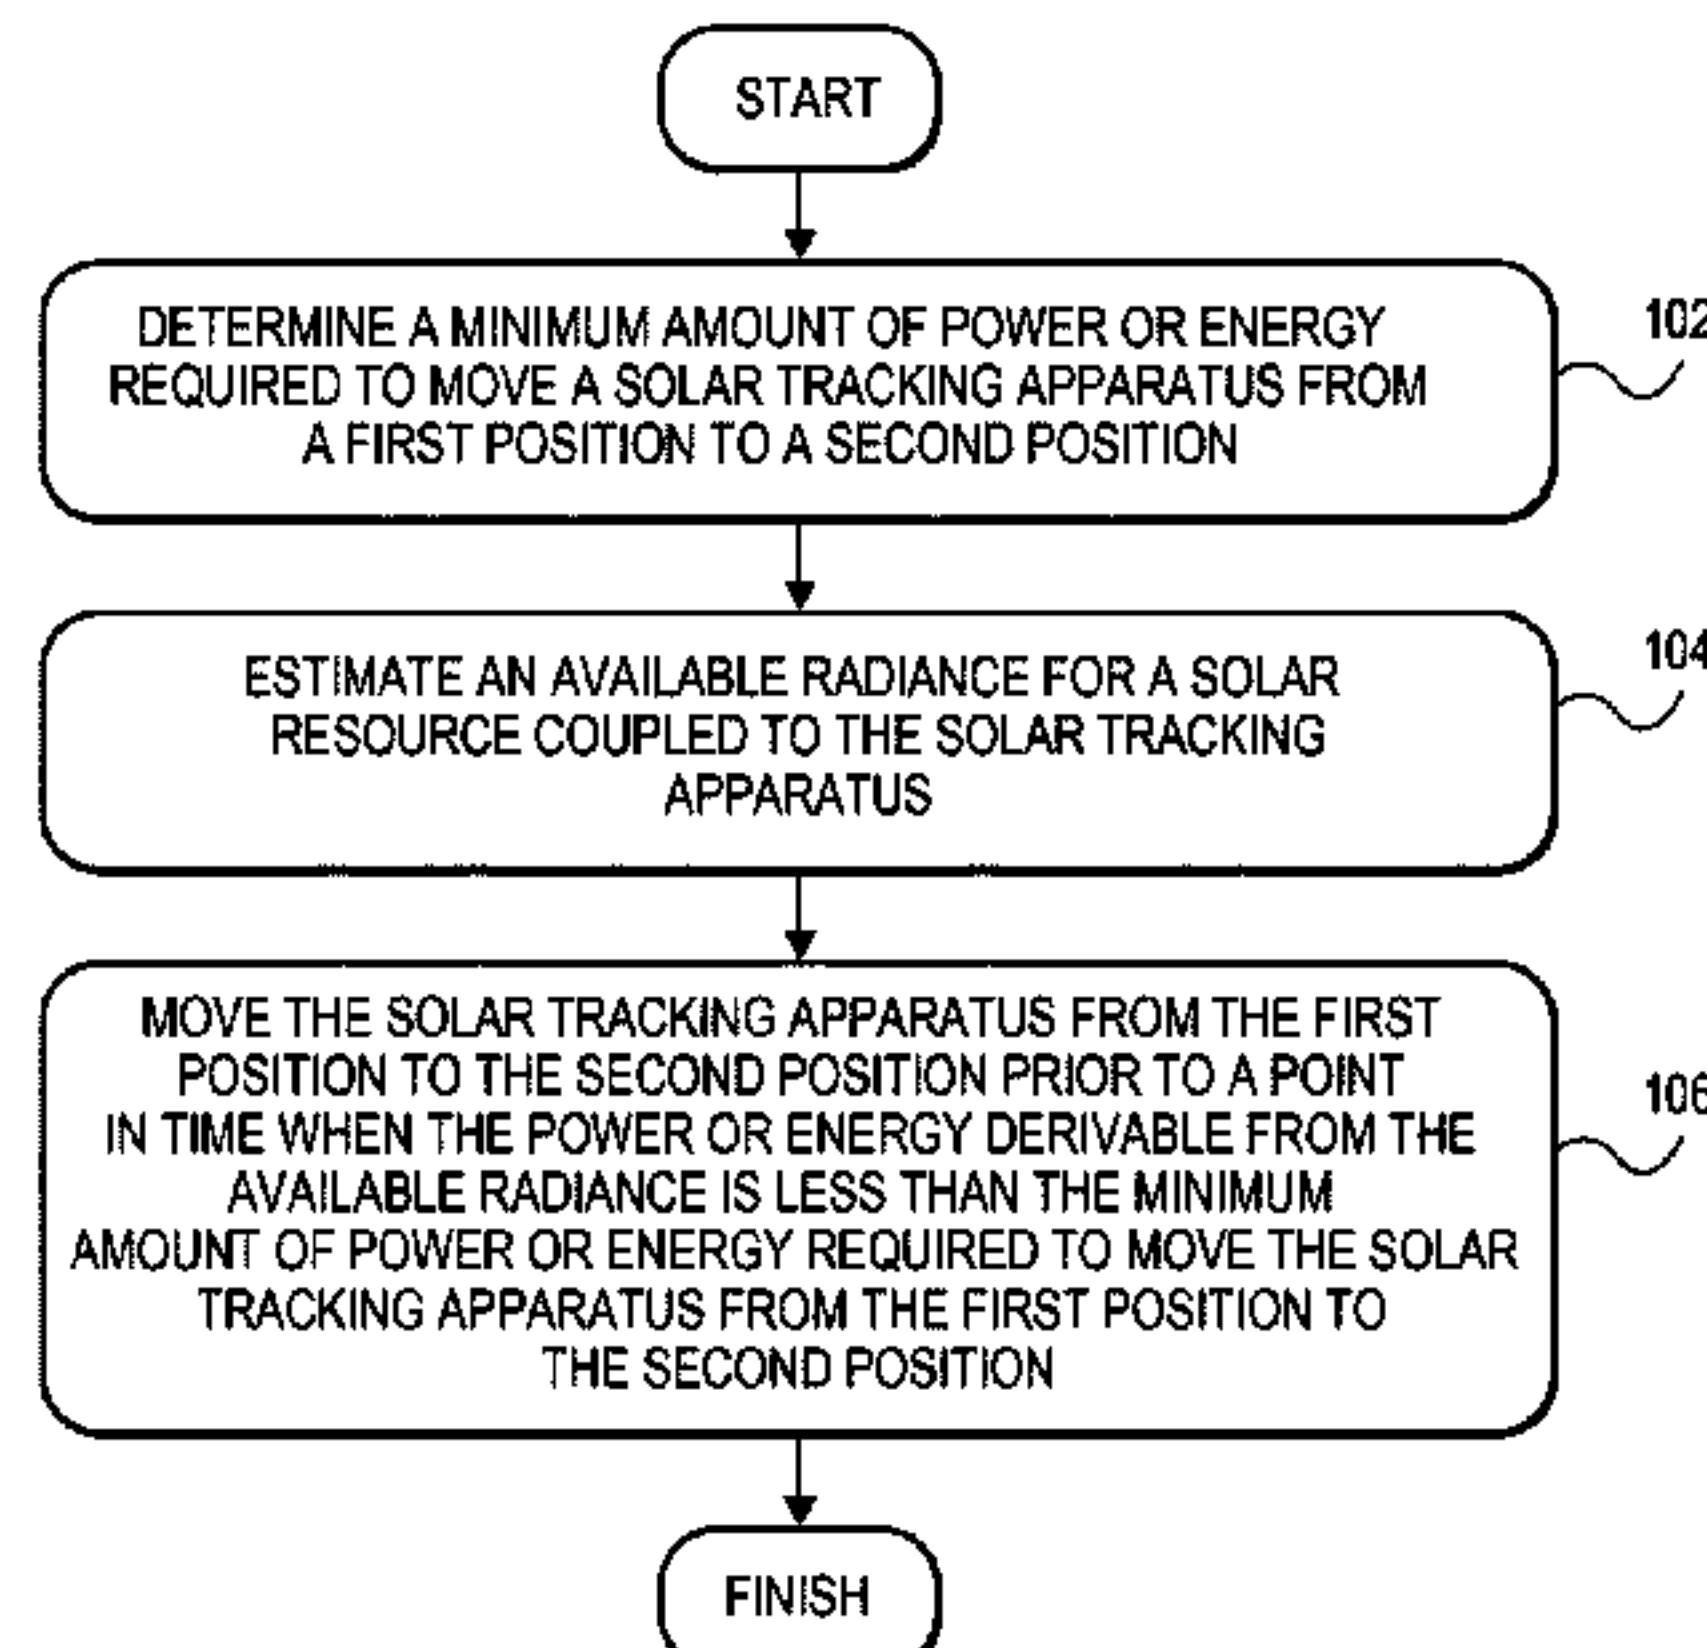 START
DETERMINE A MINIMUM AMOUNT OF POWER OR ENERGY
REQUIRED TO MOVE A SOLAR TRACKING APPARATUS FROM
A FIRST POSITION TO A SECOND POSITION
102
ESTIMATE AN AVAILABLE RADIANCE FOR A SOLAR
RESOURCE COUPLED TO THE SOLAR TRACKING
APPARATUS
104
MOVE THE SOLAR TRACKING APPARATUS FROM THE FIRST
POSITION TO THE SECOND POSITION PRIOR TO A POINT
IN TIME WHEN THE POWER OR ENERGY DERIVABLE FROM THE
AVAILABLE RADIANCE IS LESS THAN THE MINIMUM
AMOUNT OF POWER OR ENERGY REQUIRED TO MOVE THE SOLAR
TRACKING APPARATUS FROM THE FIRST POSITION TO
THE SECOND POSITION
106
FINISH